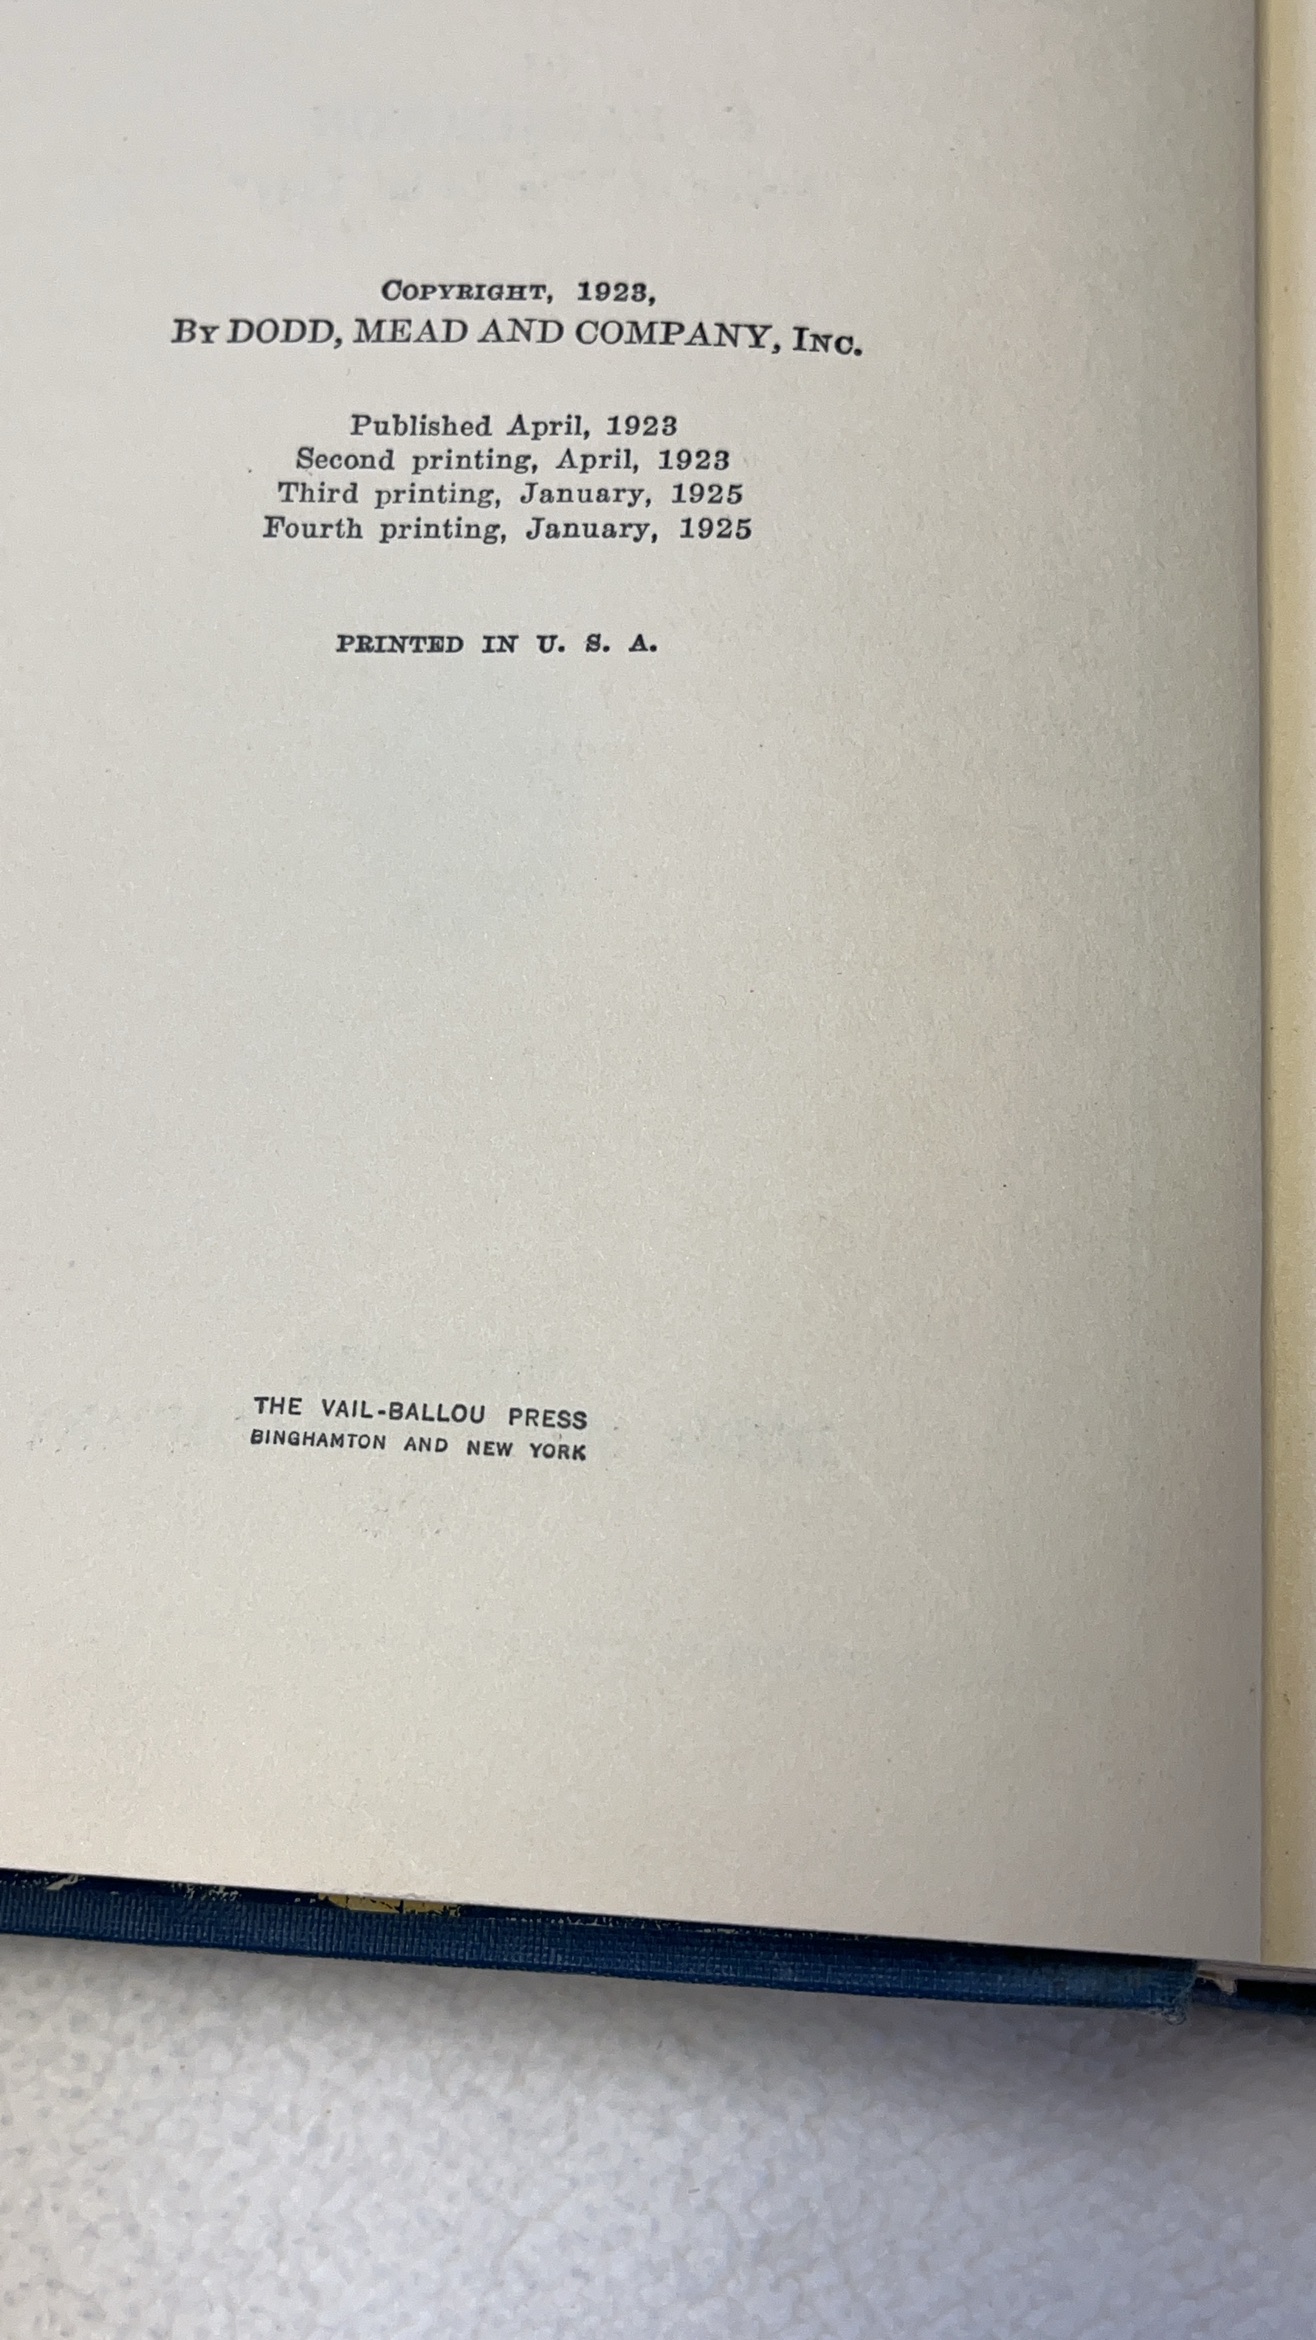 COPYRIGHT, 1923,
BY DODD, MEAD AND COMPANY, INC.
Published April, 1923
Second printing, April, 1923
Third printing, January, 1925
Fourth printing, January, 1925
PRINTED IN U. S. A.
THE VAIL-BALLOU PRESS
BINGHAMTON AND NEW YORK